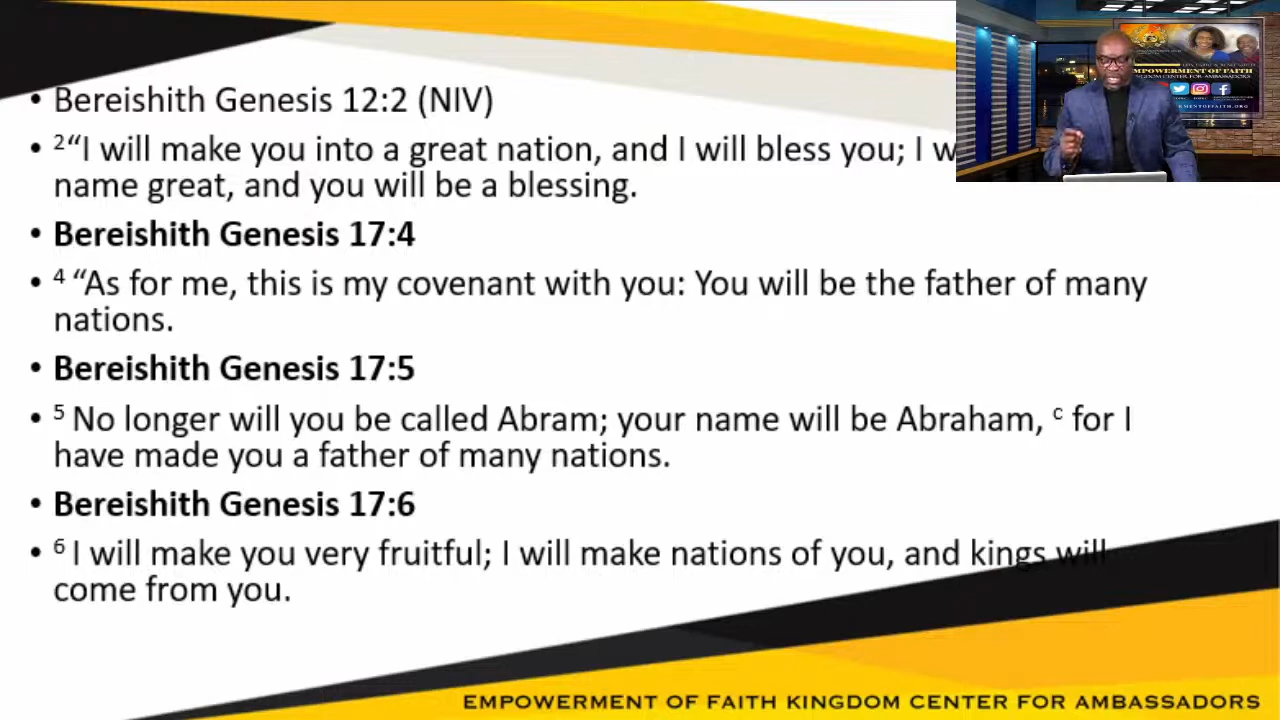 • Bereishith Genesis 12:2 (NIV)
• 2“I will make you into a great nation, and I will bless you; I w
name great, and you will be a blessing.
• Bereishith Genesis 17:4
• 4 “As for me, this is my covenant with you: You will be the father of many
nations.
• Bereishith Genesis 17:5
• 5 No longer will you be called Abram; your name will be Abraham, c for I
have made you a father of many nations.
• Bereishith Genesis 17:6
• 6 I will make you very fruitful; I will make nations of you, and kings will
come from you.
EMPOWERMENT OF FAITH KINGDOM CENTER FOR AMBASSADORS
MPOWERMENT OF FAITH
NGDOM CENTER FOR AMBASSADORS